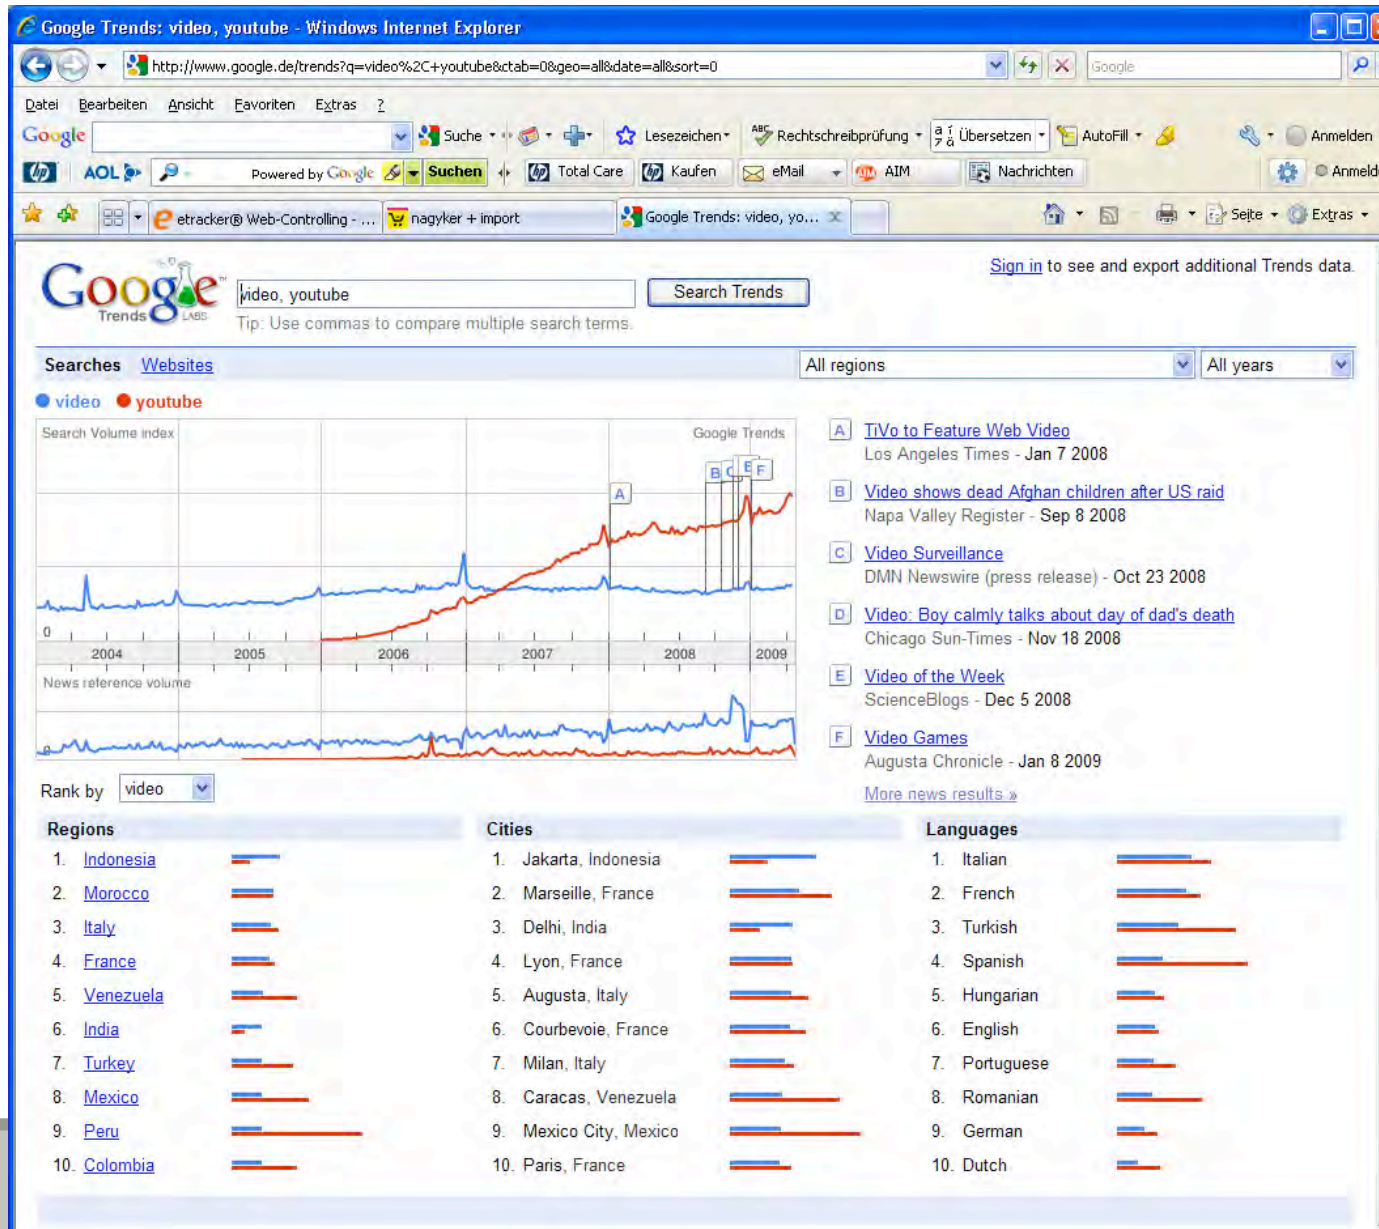 Google Trends: video, youtube - Windows Internet Explorer
http://www.google.de/trends?q=video%2C+youtube&ctab=0&geo=all&date=all&sort=0 Google
Datei Bearbeiten Ansicht Favoriten Extras ?
Google Suche Lesezeichen ABC Rechtschreibprüfung Übersetzen AutoFill Anmelden
hp AOL Powered by Google Suchen hp Total Care hp Kaufen eMail AIM Nachrichten Anmeld
etracker® Web-Controlling - ... nagyker + import Google Trends: video, yo... Seite Extras
Sign in to see and export additional Trends data.
Google™ Trends LABS video, youtube Search Trends
Tip: Use commas to compare multiple search terms.
Searches Websites All regions All years
video youtube
Search Volume index Google Trends
A B C E F
0
2004 2005 2006 2007 2008 2009
News reference volume
0
A TiVo to Feature Web Video
Los Angeles Times - Jan 7 2008
B Video shows dead Afghan children after US raid
Napa Valley Register - Sep 8 2008
C Video Surveillance
DMN Newswire (press release) - Oct 23 2008
D Video: Boy calmly talks about day of dad's death
Chicago Sun-Times - Nov 18 2008
E Video of the Week
ScienceBlogs - Dec 5 2008
F Video Games
Augusta Chronicle - Jan 8 2009
More news results »
Rank by video
Regions Cities Languages
1. Indonesia 1. Jakarta, Indonesia 1. Italian
2. Morocco 2. Marseille, France 2. French
3. Italy 3. Delhi, India 3. Turkish
4. France 4. Lyon, France 4. Spanish
5. Venezuela 5. Augusta, Italy 5. Hungarian
6. India 6. Courbevoie, France 6. English
7. Turkey 7. Milan, Italy 7. Portuguese
8. Mexico 8. Caracas, Venezuela 8. Romanian
9. Peru 9. Mexico City, Mexico 9. German
10. Colombia 10. Paris, France 10. Dutch